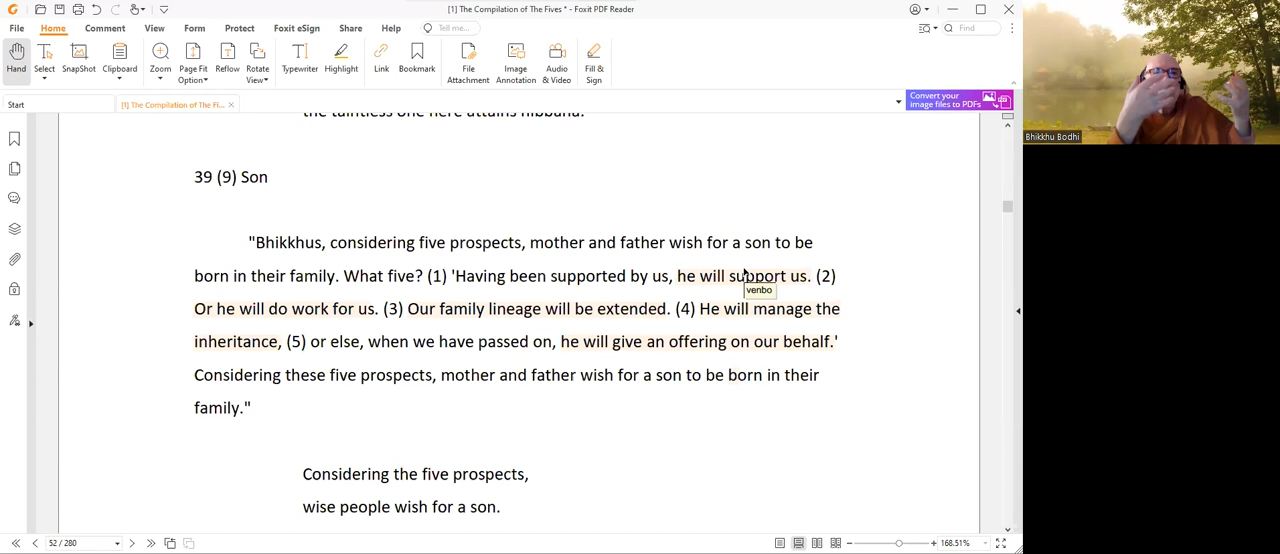 [1] The Compilation of The Fives * - Foxit PDF Reader
File Home Comment View Form Protect Foxit eSign Share Help Tell me... Find
Hand Select SnapShot Clipboard Zoom Page Fit Option Reflow Rotate View Typewriter Highlight Link Bookmark File Attachment Image Annotation Audio & Video Fill & Sign
Start [1] The Compilation of The Fi... Convert your image files to PDFs
the taintless one here attains nibbāna.
39 (9) Son
"Bhikkhus, considering five prospects, mother and father wish for a son to be
born in their family. What five? (1) 'Having been supported by us, he will support us. (2)
venbo
Or he will do work for us. (3) Our family lineage will be extended. (4) He will manage the
inheritance, (5) or else, when we have passed on, he will give an offering on our behalf.'
Considering these five prospects, mother and father wish for a son to be born in their
family."
Considering the five prospects,
wise people wish for a son.
52 / 280 168.51%
Bhikkhu Bodhi